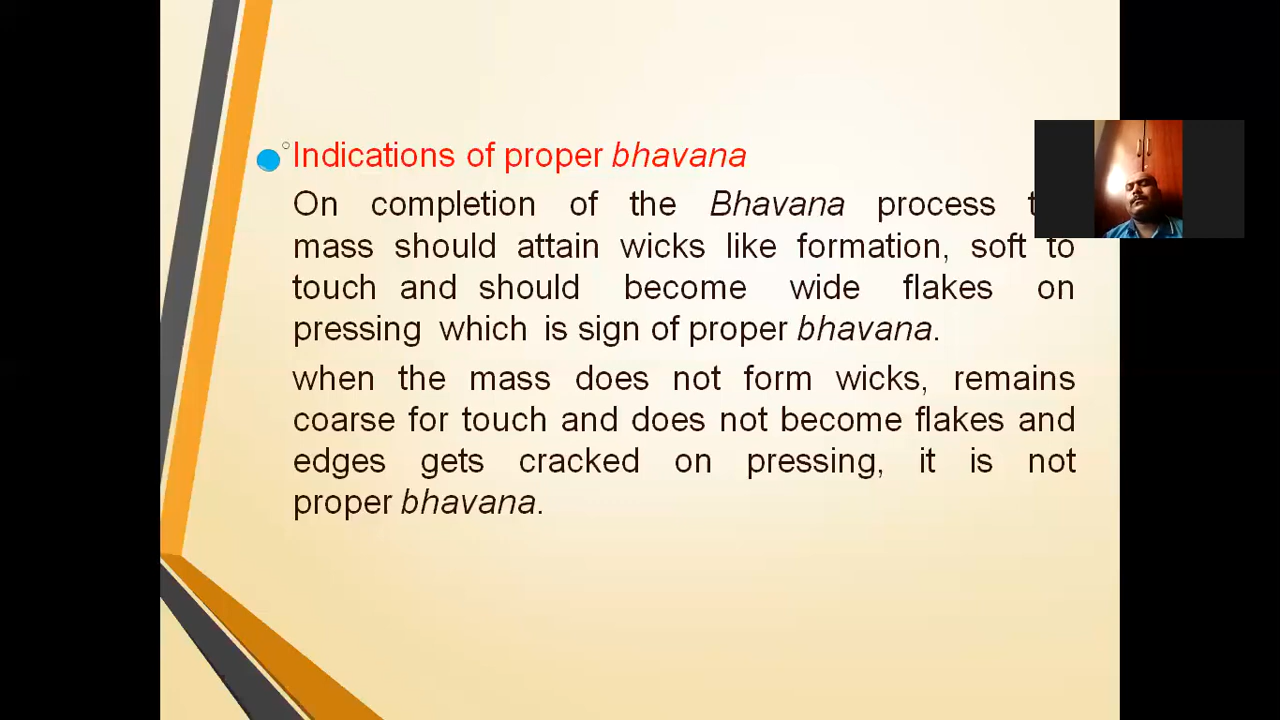 Indications of proper bhavana
On completion of the Bhavana process
mass should attain wicks like formation, soft to
touch and should become wide flakes on
pressing which is sign of proper bhavana.
when the mass does not form wicks, remains
coarse for touch and does not become flakes and
edges gets cracked on pressing, it is not
proper bhavana.